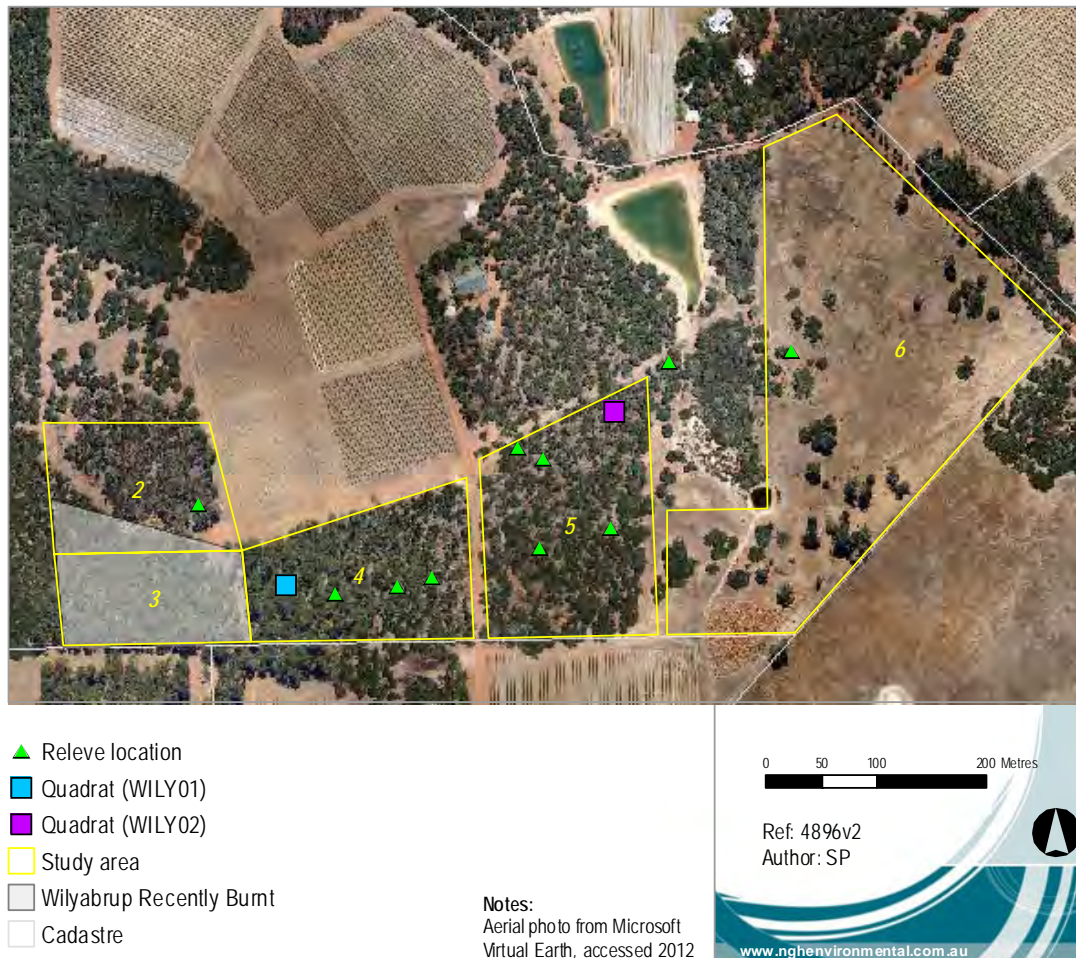 6
2
5
4
3
Releve location
Quadrat (WILY01)
Quadrat (WILY02)
Study area
Wilyabrup Recently Burnt
Cadastre
Notes:
Aerial photo from Microsoft
Virtual Earth, accessed 2012
0 50 100 200 Metres
Ref: 4896v2
Author: SP
www.nghenvironmental.com.au